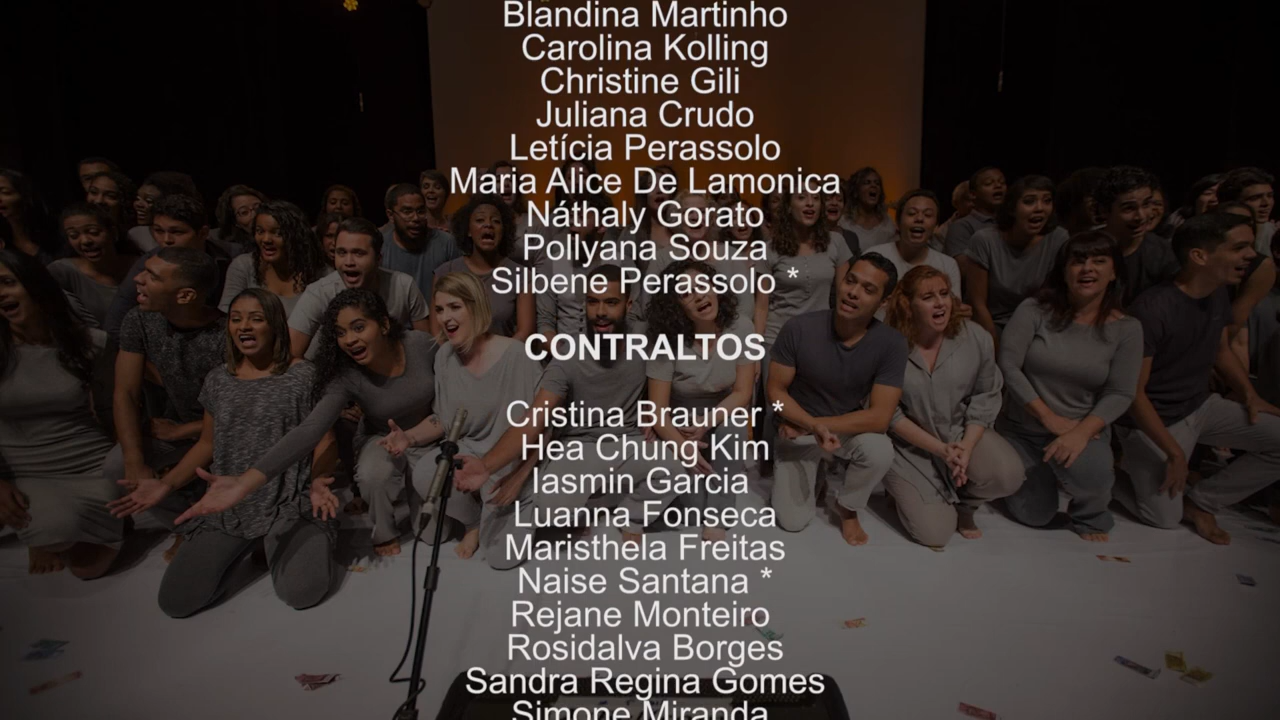 Blandina Martinho
Carolina Kolling
Christine Gili
Juliana Crudo
Letícia Perassolo
Maria Alice De Lamonica
Náthaly Gorato
Pollyana Souza
Silbene Perassolo *
CONTRALTOS
Cristina Brauner *
Hea Chung Kim
Iasmin Garcia
Luanna Fonseca
Maristhela Freitas
Naise Santana *
Rejane Monteiro
Rosidalva Borges
Sandra Regina Gomes
Simone Miranda